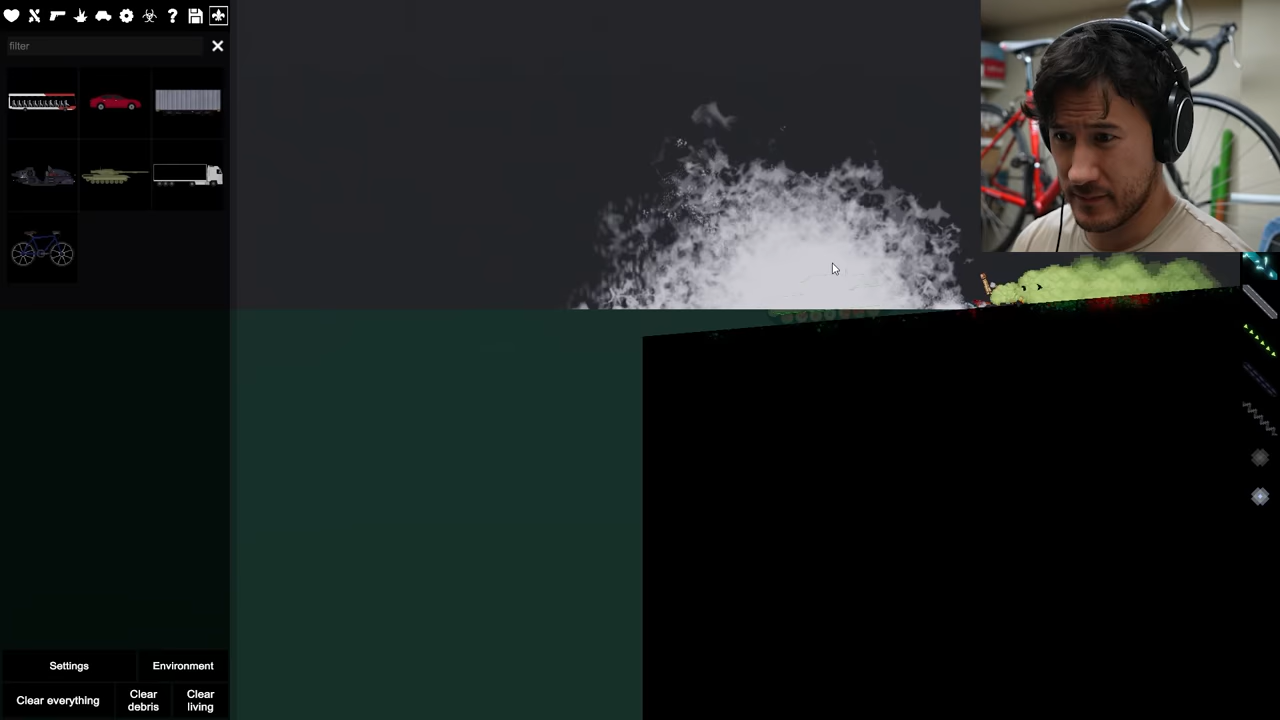 filter
Settings
Environment
Clear everything
Clear
debris
Clear
living